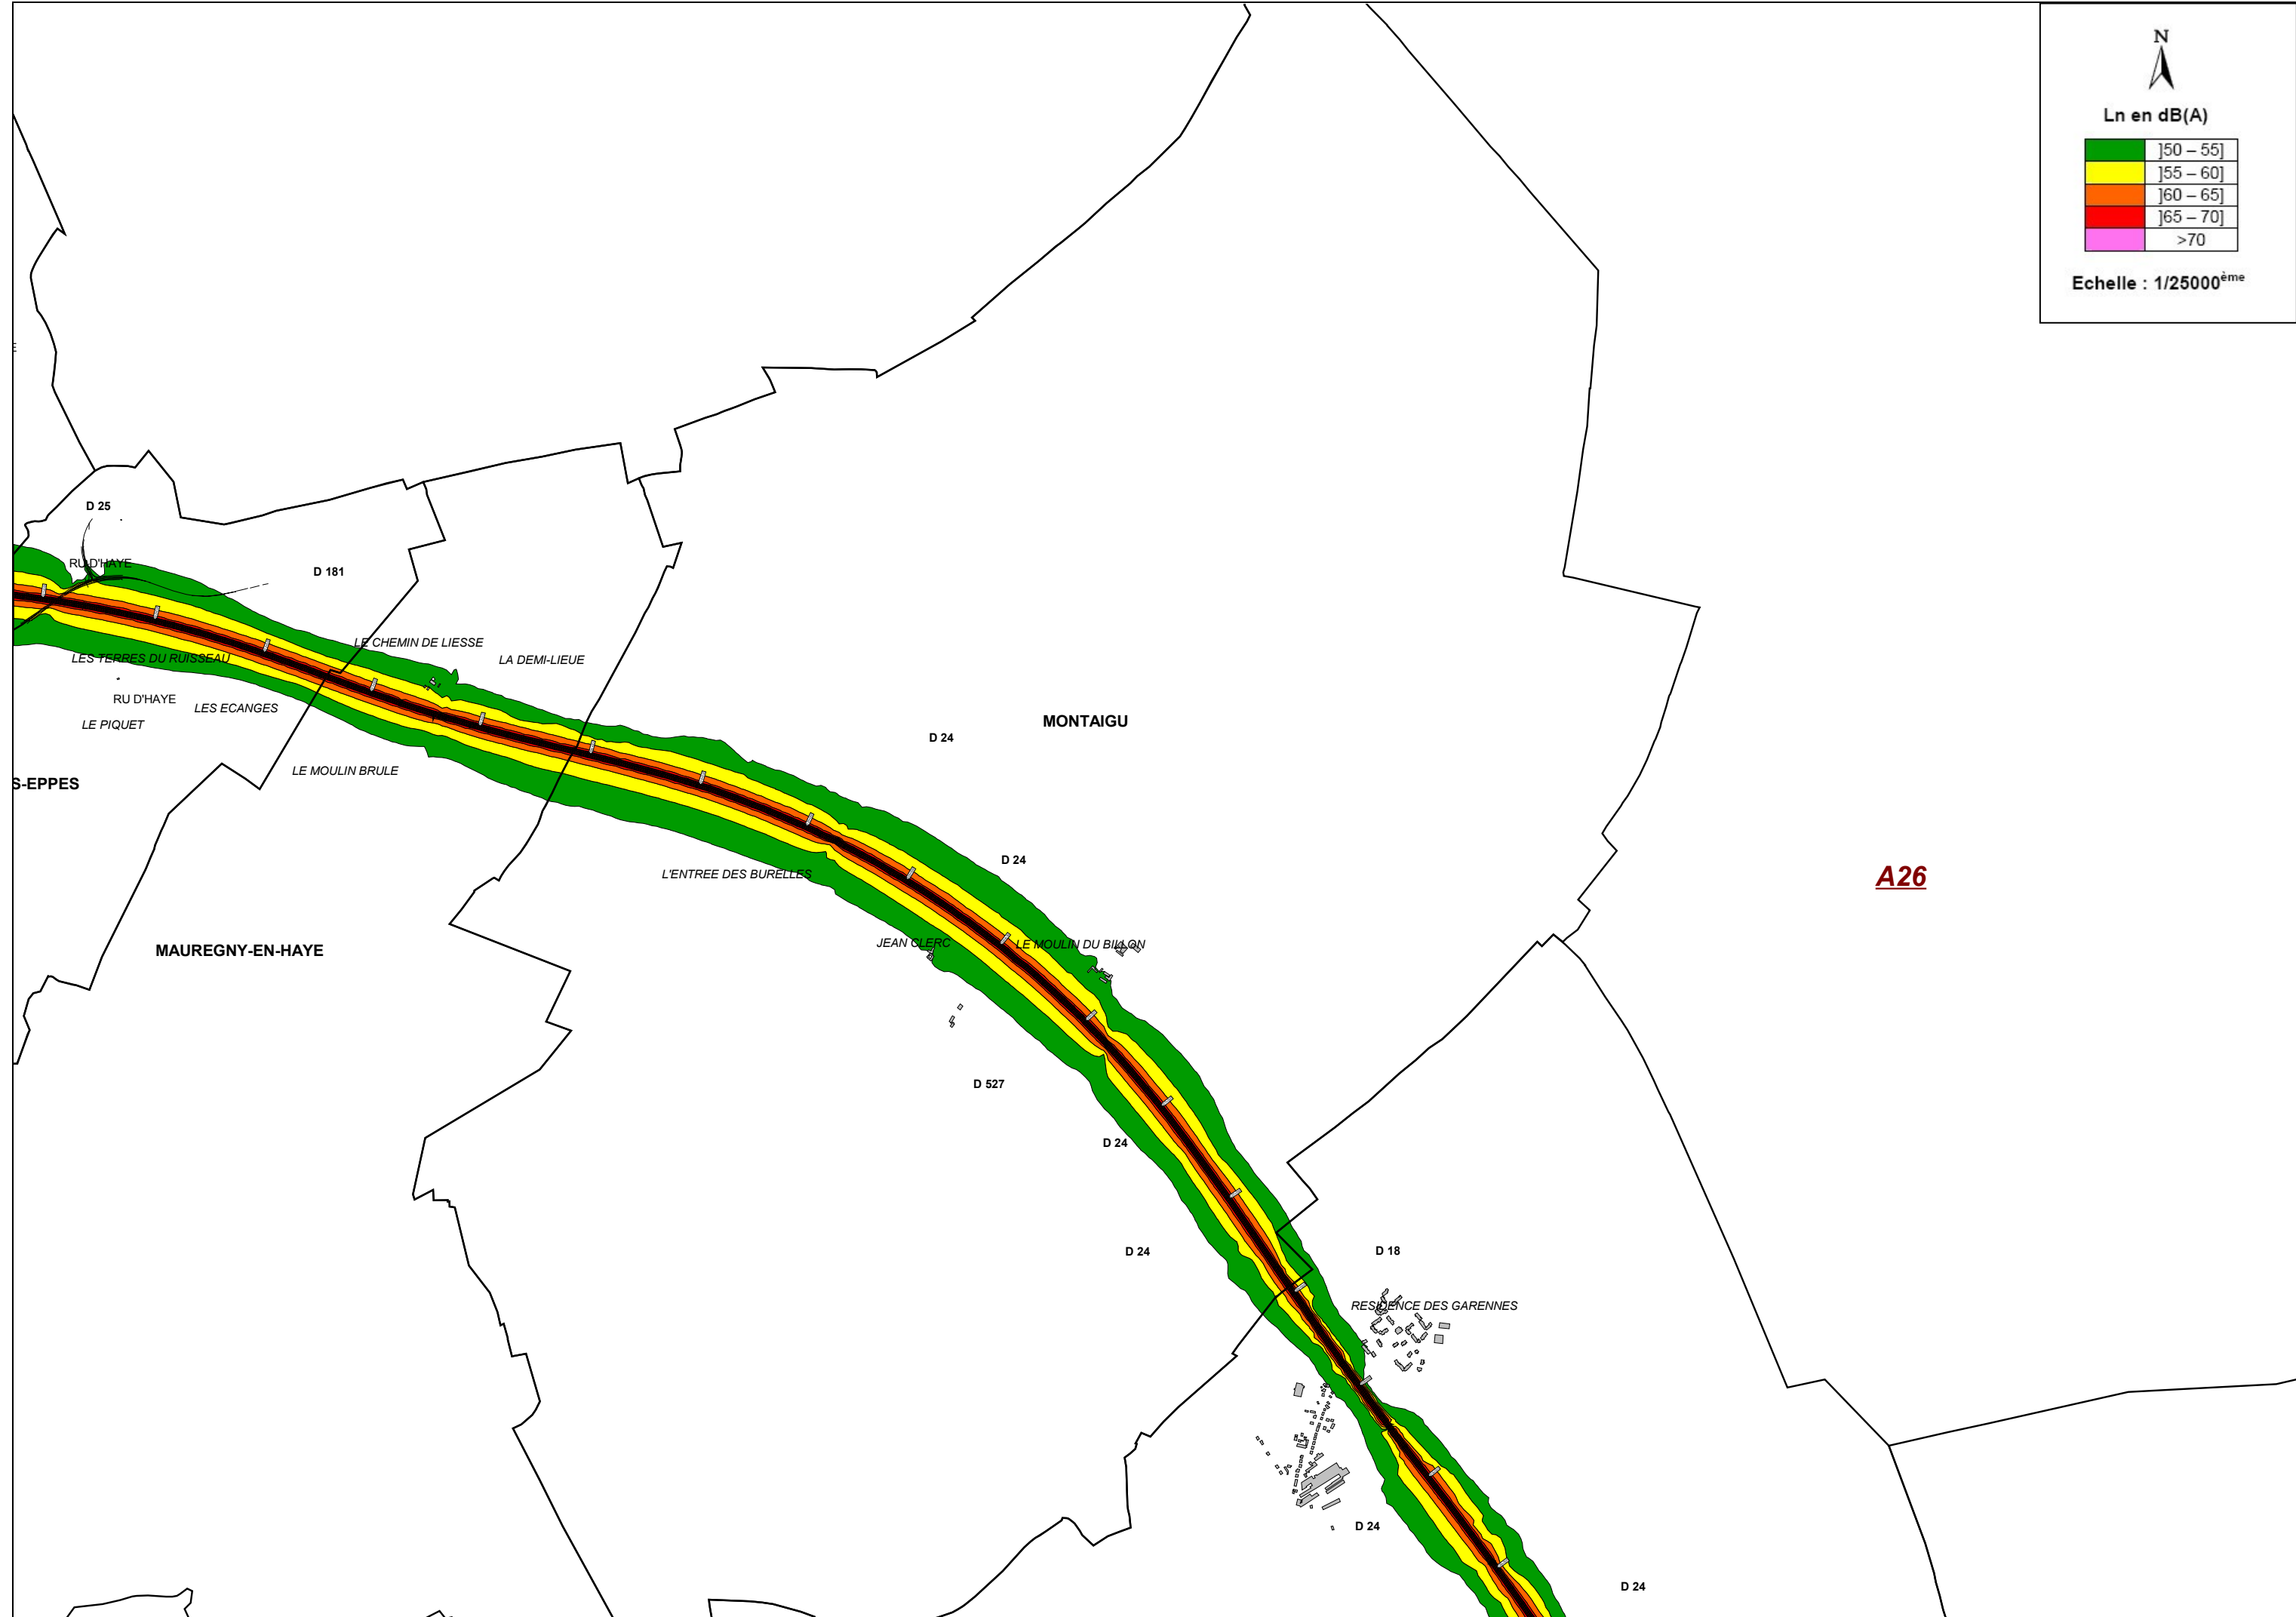 N
Ln en dB(A)
]50 – 55]
]55 – 60]
]60 – 65]
]65 – 70]
>70
Echelle : 1/25000ème
E
D 25
RU D'HAYE
D 181
LE CHEMIN DE LIESSE
LES TERRES DU RUISSEAU
LA DEMI-LIEUE
RU D'HAYE
LES ECANGES
LE PIQUET
MONTAIGU
D 24
LE MOULIN BRULE
S-EPPES
D 24
L'ENTREE DES BURELLES
A26
JEAN CLERC
LE MOULIN DU BILLON
MAUREGNY-EN-HAYE
D 527
D 24
D 24
D 18
RESIDENCE DES GARENNES
D 24
D 24